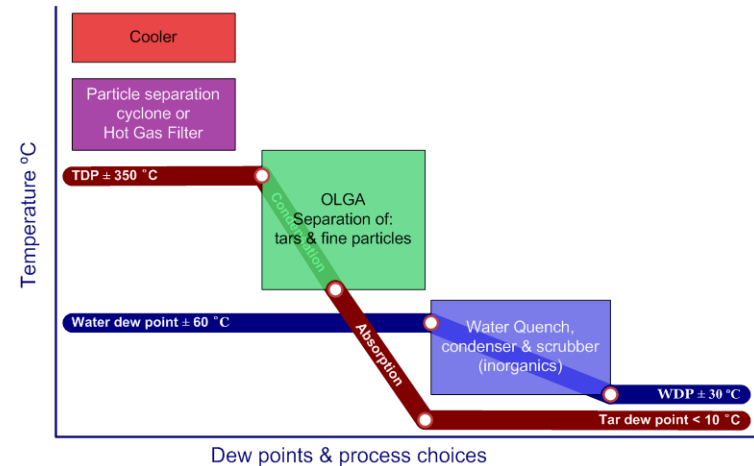 Cooler
Particle separation
cyclone or
Hot Gas Filter
TDP ± 350 °C
Condensation
OLGA
Separation of:
tars & fine particles
Absorption
Water dew point ± 60 °C
Water Quench,
condenser & scrubber
(inorganics)
WDP ± 30 °C
Tar dew point < 10 °C
Temperature ºC
Dew points & process choices